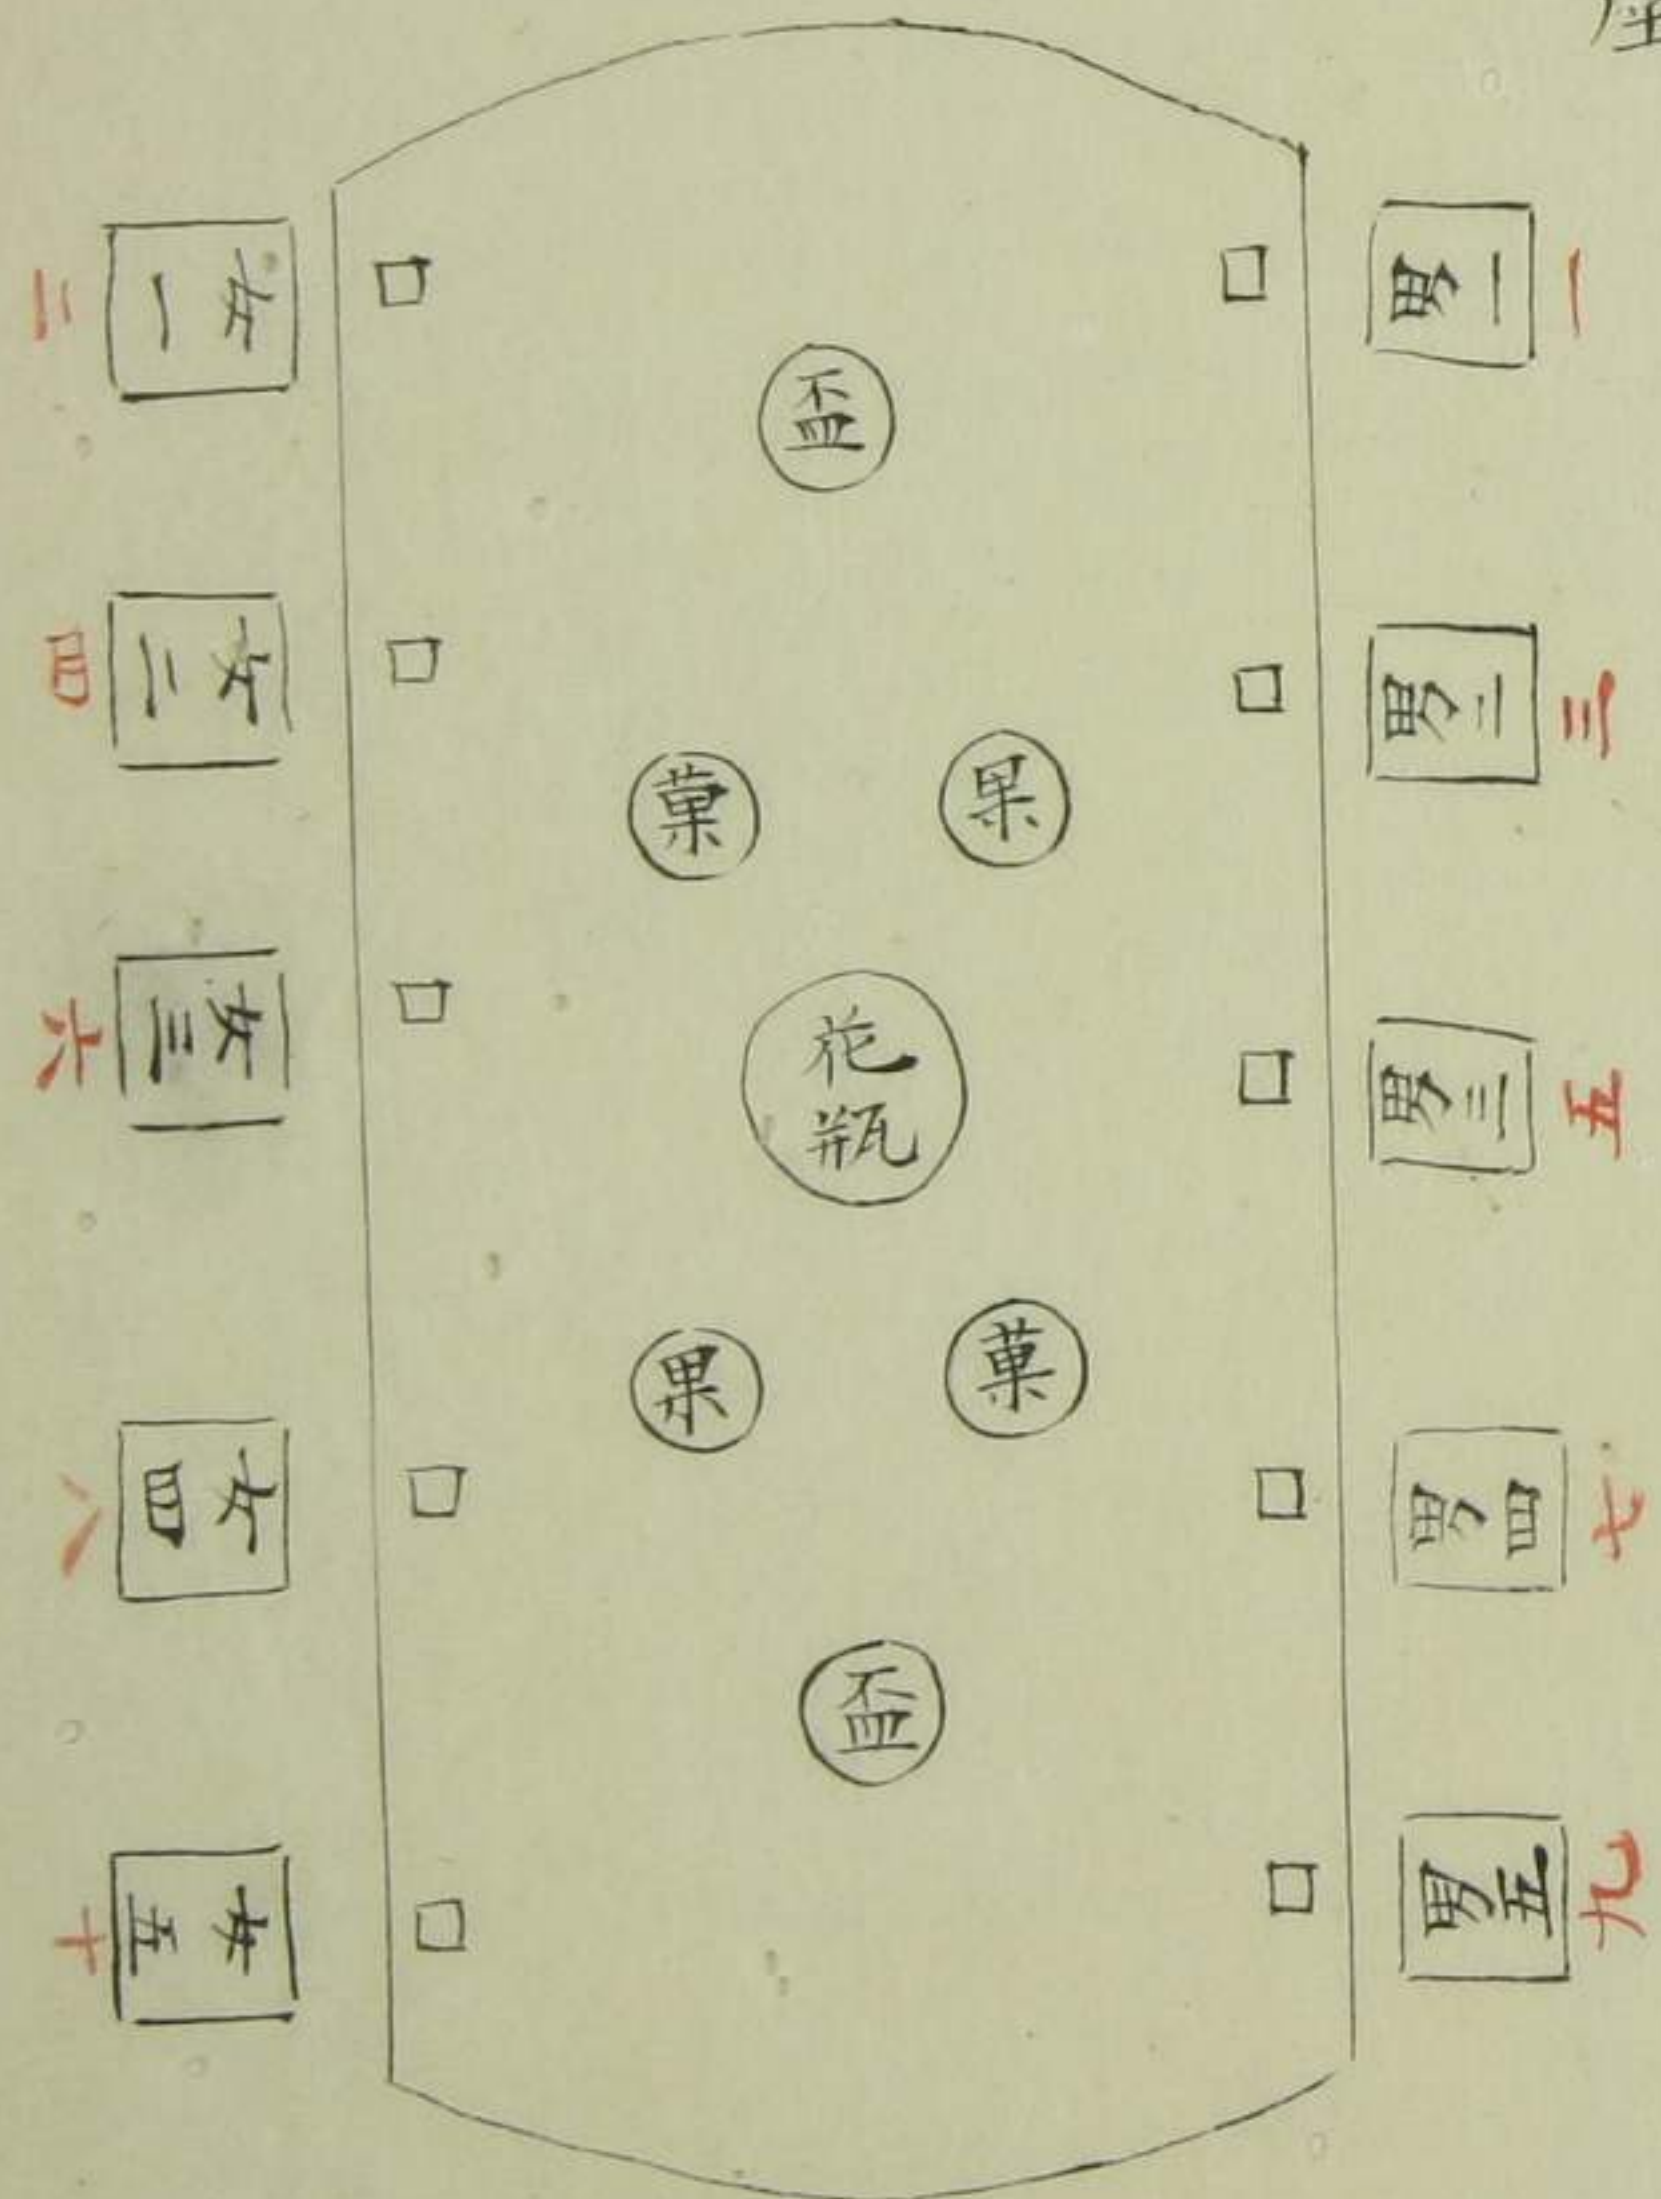 一 男一
三 男二
五 男三
七 男四
九 男五
盃
果 菓
花
瓶
菓 果
盃
女一 二
女二 四
女三 六
女四 八
女五 十